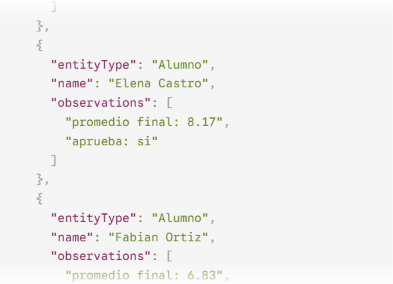 ]
},
{
"entityType": "Alumno",
"name": "Elena Castro",
"observations": [
"promedio final: 8.17",
"aprueba: si"
]
},
{
"entityType": "Alumno",
"name": "Fabian Ortiz",
"observations": [
"promedio final: 6.83",